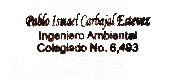 Pablo Ismael Carbajal Estevez
Ingeniero Ambiental
Colegiado No. 6,493